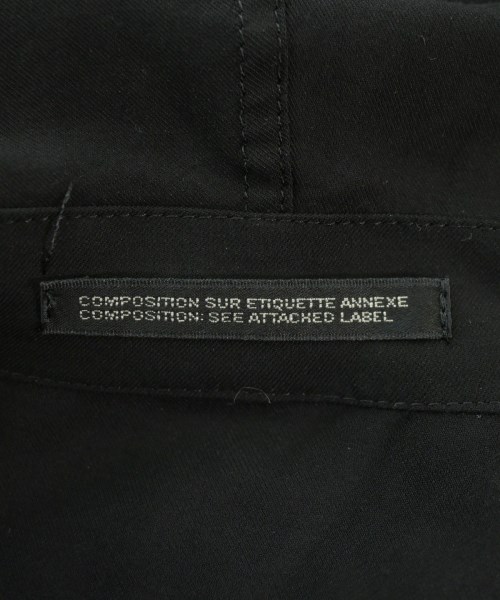 COMPOSITION SUR ETIQUETTE ANNEXE
COMPOSITION: SEE ATTACHED LABEL